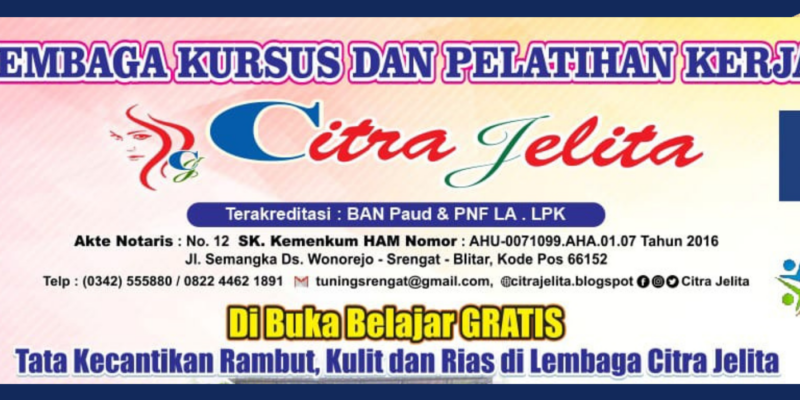 EMBAGA KURSUS DAN PELATIHAN KERJA
Citra Jelita
Cj
Terakreditasi : BAN Paud & PNF LA . LPK
Akte Notaris : No. 12 SK. Kemenkum HAM Nomor : AHU-0071099.AHA.01.07 Tahun 2016
Jl. Semangka Ds. Wonorejo - Srengat - Blitar, Kode Pos 66152
Telp : (0342) 555880 / 0822 4462 1891 tuningsrengat@gmail.com, @citrajelita.blogspot Citra Jelita
Di Buka Belajar GRATIS
Tata Kecantikan Rambut, Kulit dan Rias di Lembaga Citra Jelita